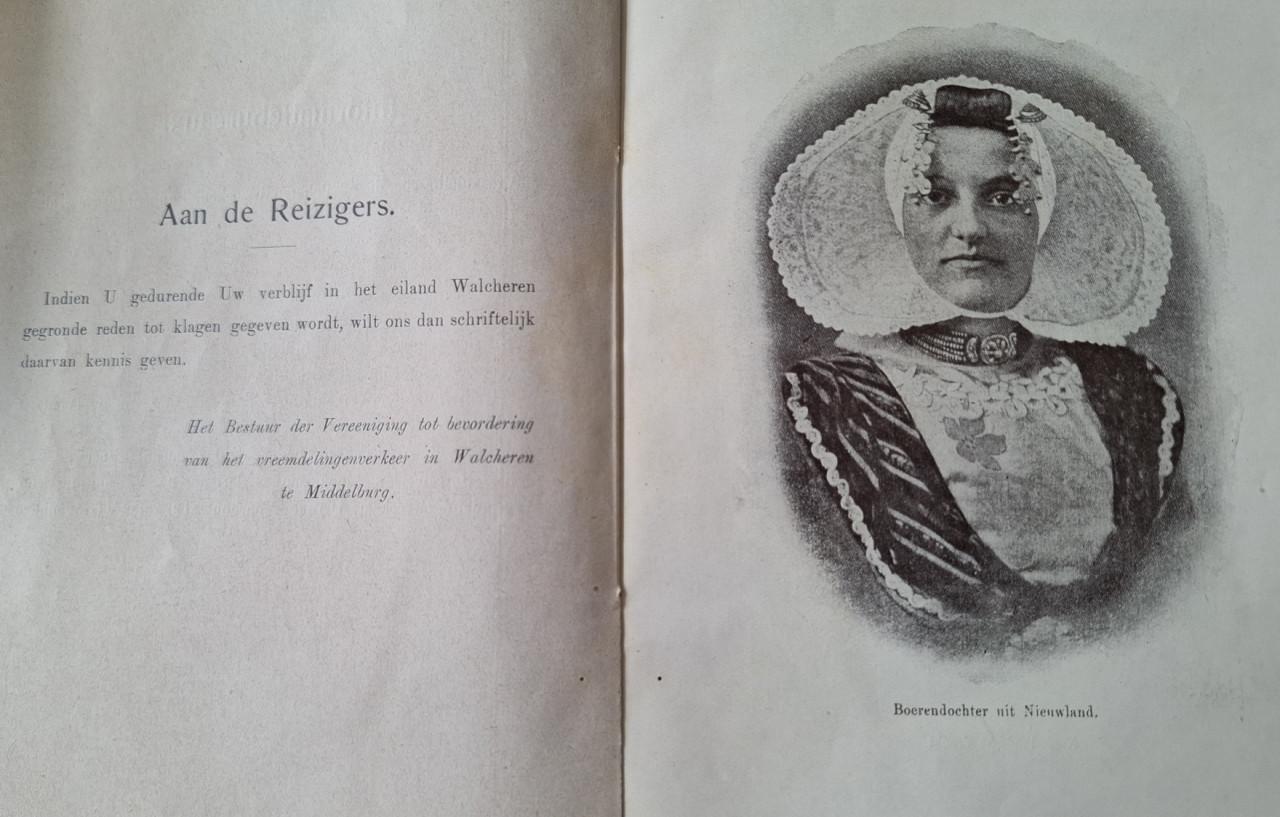 Aan de Reizigers.
Indien U gedurende Uw verblijf in het eiland Walcheren
gegronde reden tot klagen gegeven wordt, wilt ons dan schriftelijk
daarvan kennis geven.
Het Bestuur der Vereeniging tot bevordering
van het vreemdelingenverkeer in Walcheren
te Middelburg.
Boerendochter uit Nieuwland.